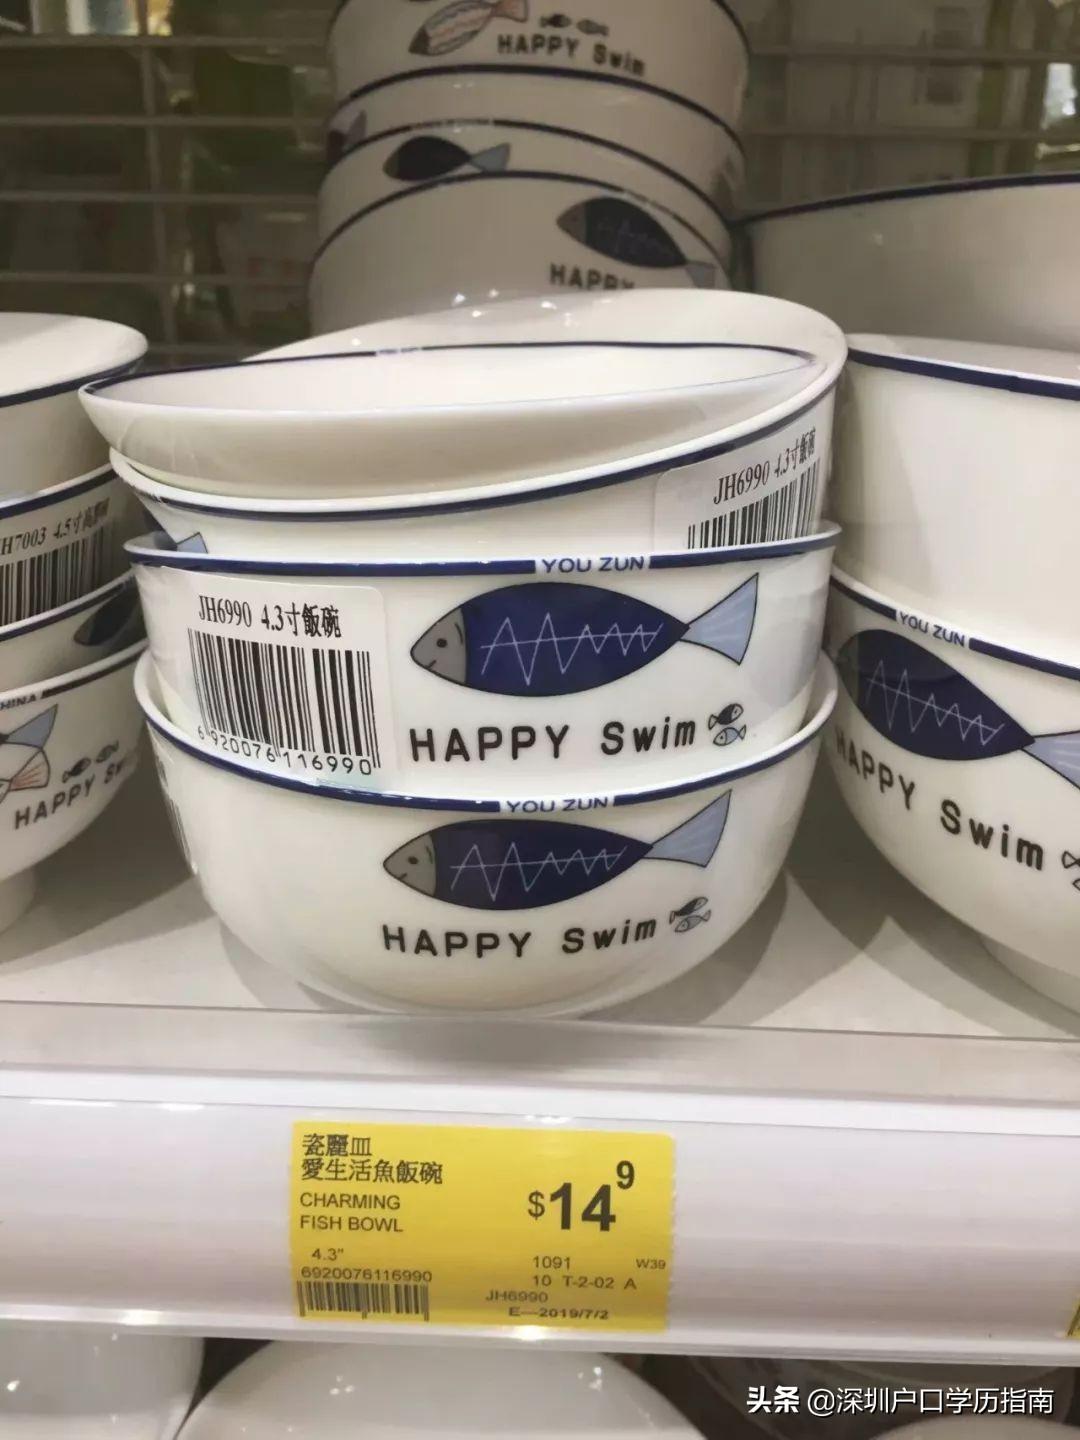 HAPPY Swim
HAPPY
JH6990 4.3寸飯碗
H7003 4.5寸
YOU ZUN
JH6990 4.3寸飯碗
6920076116990
HAPPY Swim
YOU ZUN
HAPPY Swim
YOU ZUN
HAPPY Swim
HINA
HAPPY Sw
瓷麗皿
愛生活魚飯碗
CHARMING
FISH BOWL
$149
4.3"
6920076116990
1091 W39
10 T-2-02 A
JH6990
E—2019/7/2
头条 @深圳户口学历指南